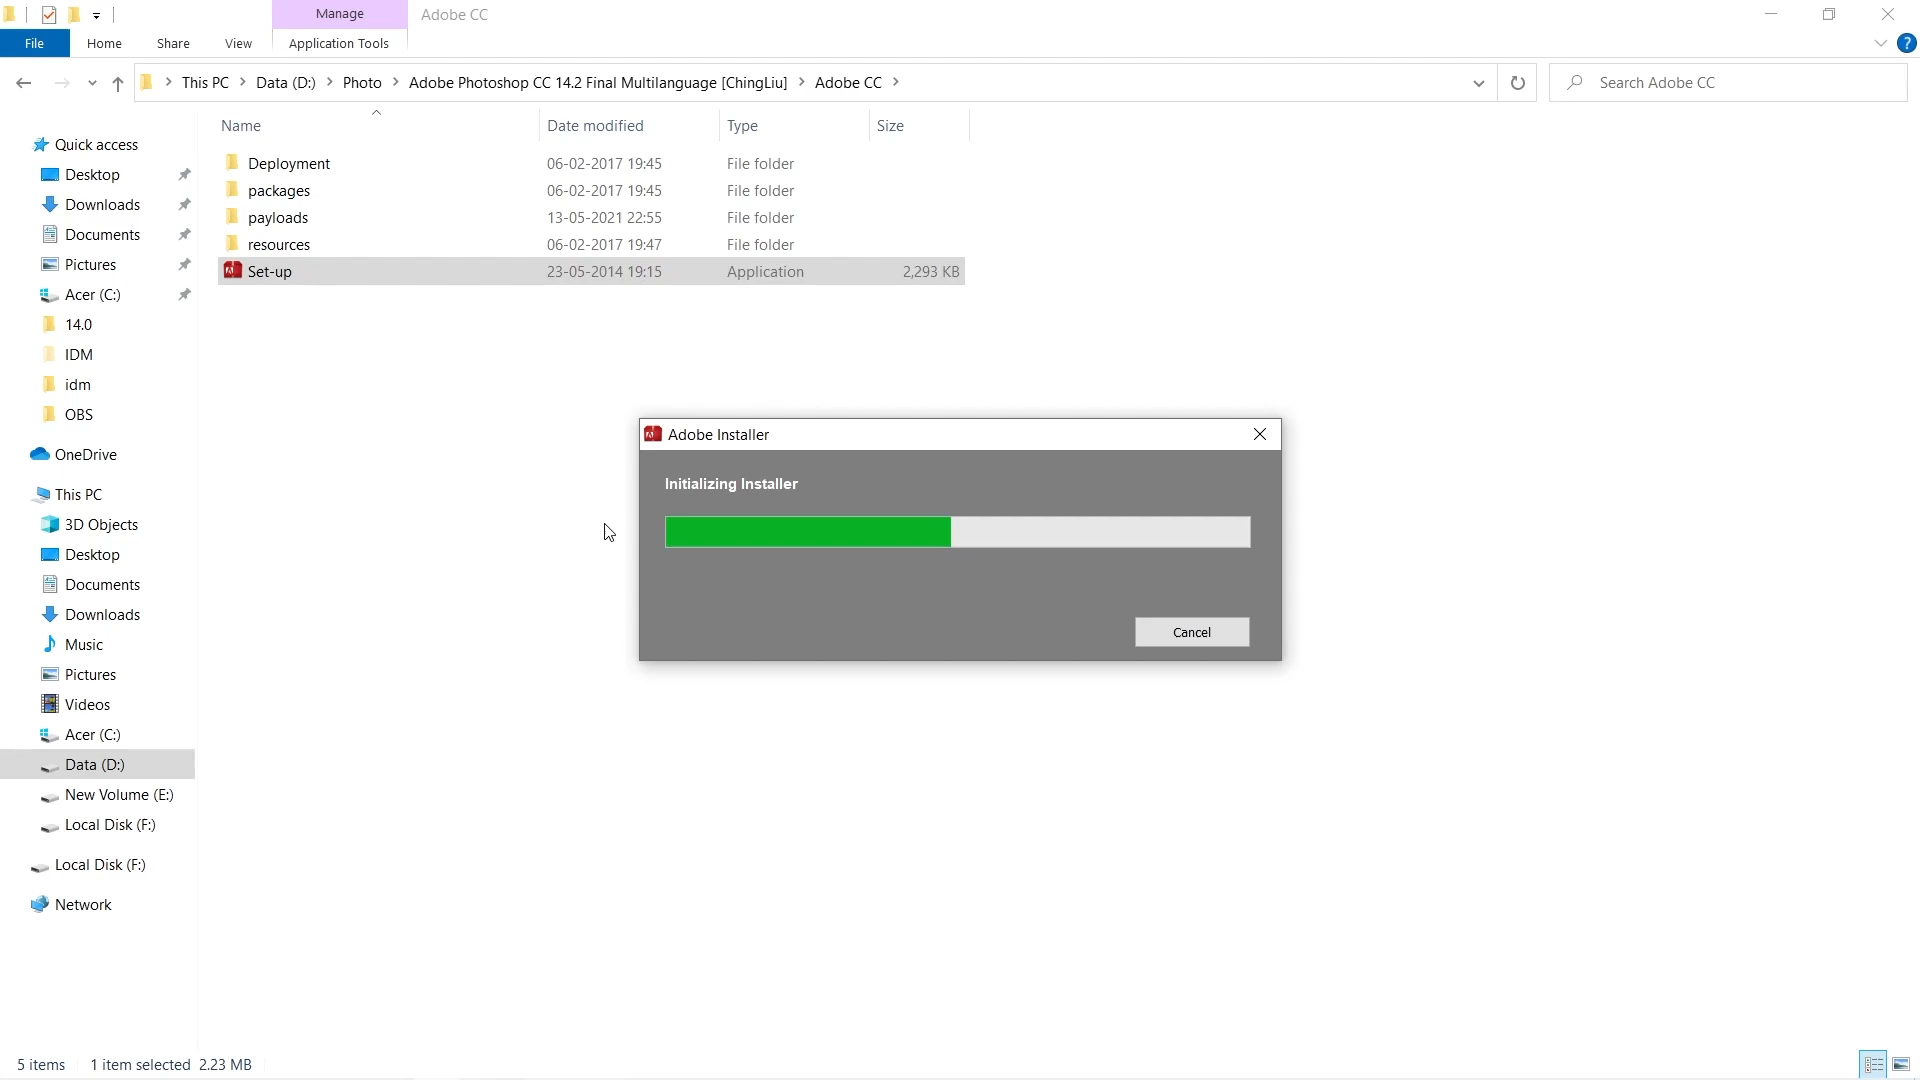 Manage
Adobe CC
File
Home
Share
View
Application Tools
This PC
Data (D:)
Photo
Adobe Photoshop CC 14.2 Final Multilanguage [ChingLiu]
Adobe CC
Search Adobe CC
Name
Date modified
Type
Size
Deployment 06-02-2017 19:45 File folder
packages 06-02-2017 19:45 File folder
payloads 13-05-2021 22:55 File folder
resources 06-02-2017 19:47 File folder
Set-up 23-05-2014 19:15 Application 2,293 KB
Quick access
Desktop
Downloads
Documents
Pictures
Acer (C:)
14.0
IDM
idm
OBS
OneDrive
This PC
3D Objects
Desktop
Documents
Downloads
Music
Pictures
Videos
Acer (C:)
Data (D:)
New Volume (E:)
Local Disk (F:)
Local Disk (F:)
Network
Adobe Installer
Initializing Installer
Cancel
5 items
1 item selected 2.23 MB